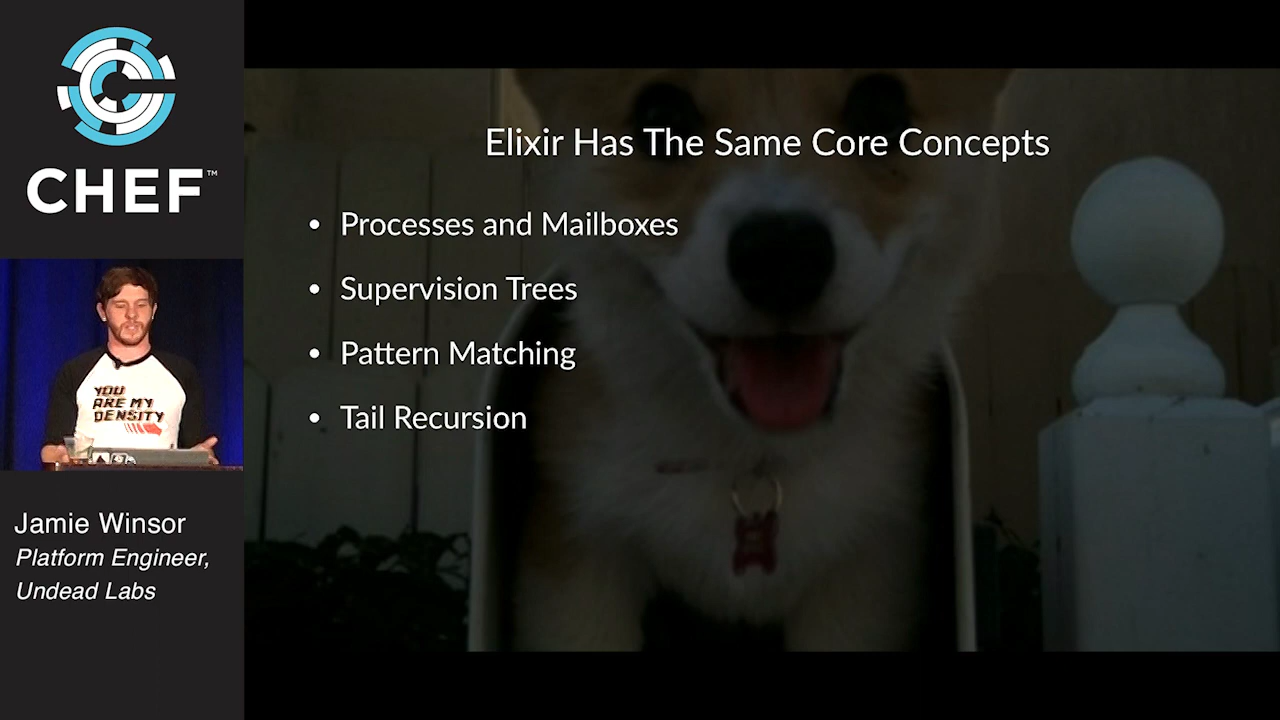 CHEF™
YOU
ARE MY
DENSITY
Jamie Winsor
Platform Engineer,
Undead Labs
Elixir Has The Same Core Concepts
• Processes and Mailboxes
• Supervision Trees
• Pattern Matching
• Tail Recursion